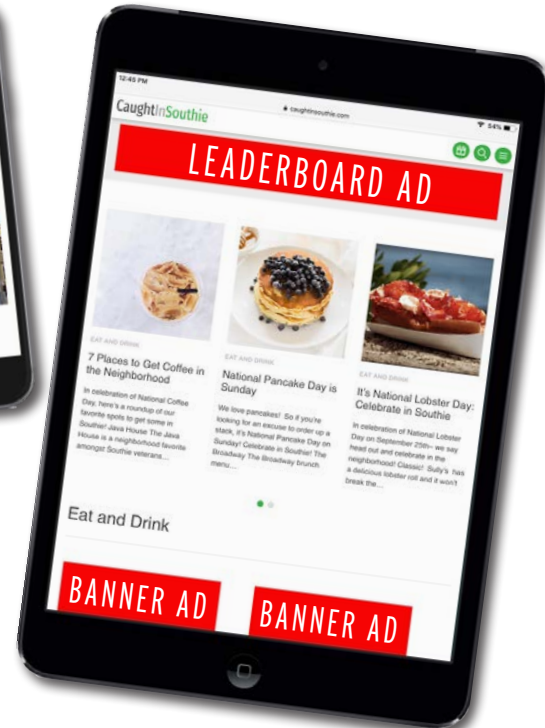 12:45 PM
caughtinsouthie.com
54%
CaughtInSouthie
LEADERBOARD AD
EAT AND DRINK
7 Places to Get Coffee in
the Neighborhood
In celebration of National Coffee
Day, here's a roundup of our
favorite spots to get some in
Southie! Java House The Java
House is a neighborhood favorite
amongst Southie veterans....
EAT AND DRINK
National Pancake Day is
Sunday
We love pancakes! So if you're
looking for an excuse to order up a
stack, it's National Pancake Day on
Sunday! Celebrate in Southie! The
Broadway The Broadway brunch
menu....
EAT AND DRINK
It's National Lobster Day:
Celebrate in Southie
In celebration of National Lobster
Day on September 25th– we say
head out and celebrate in the
neighborhood! Classic! Sully's has
a delicious lobster roll and it won't
break the...
Eat and Drink
BANNER AD
BANNER AD